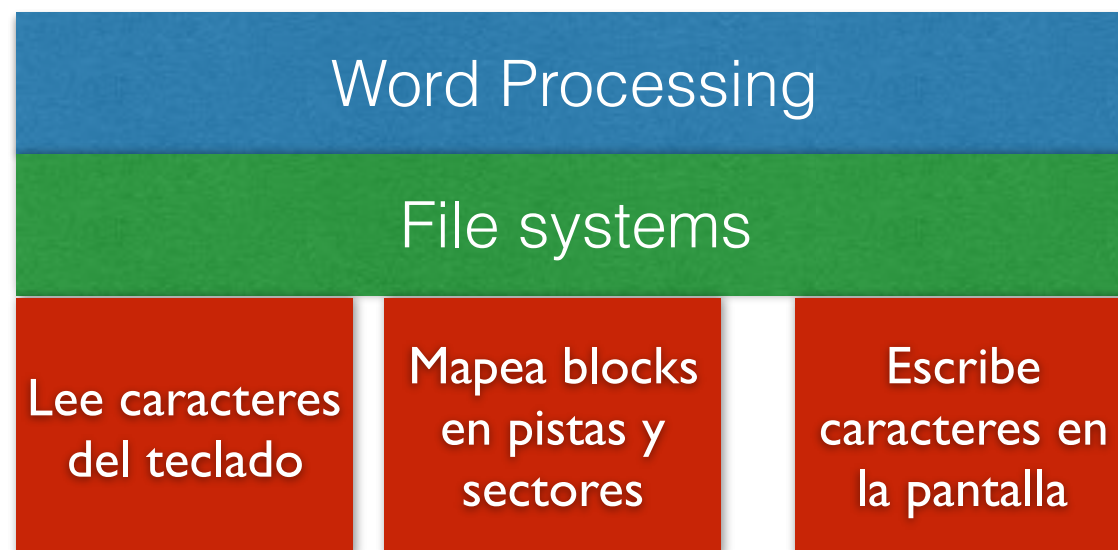 Word Processing
File systems
Lee caracteres
del teclado
Mapea blocks
en pistas y
sectores
Escribe
caracteres en
la pantalla